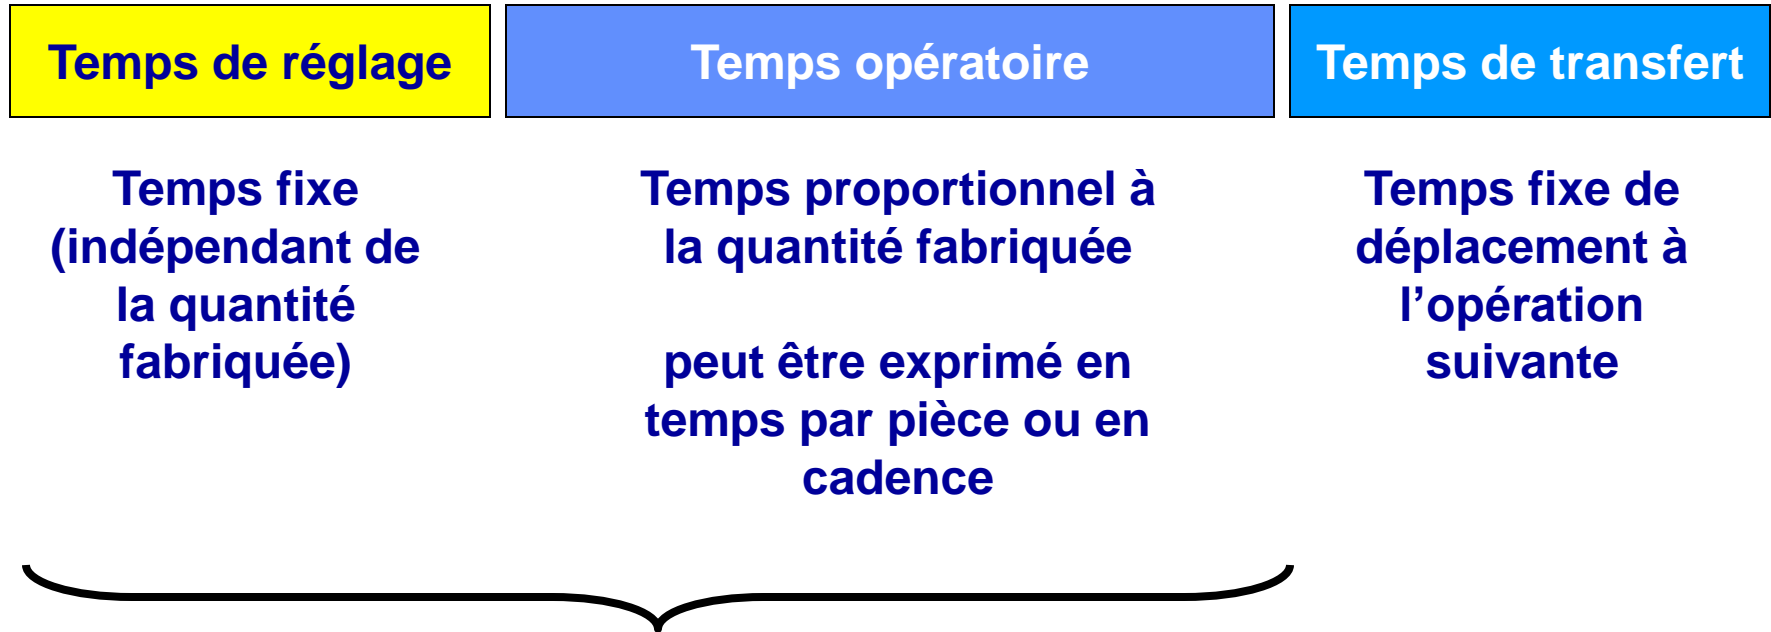 Temps de réglage
Temps opératoire
Temps de transfert
Temps fixe
(indépendant de
la quantité
fabriquée)
Temps proportionnel à
la quantité fabriquée
peut être exprimé en
temps par pièce ou en
cadence
Temps fixe de
déplacement à
l’opération
suivante